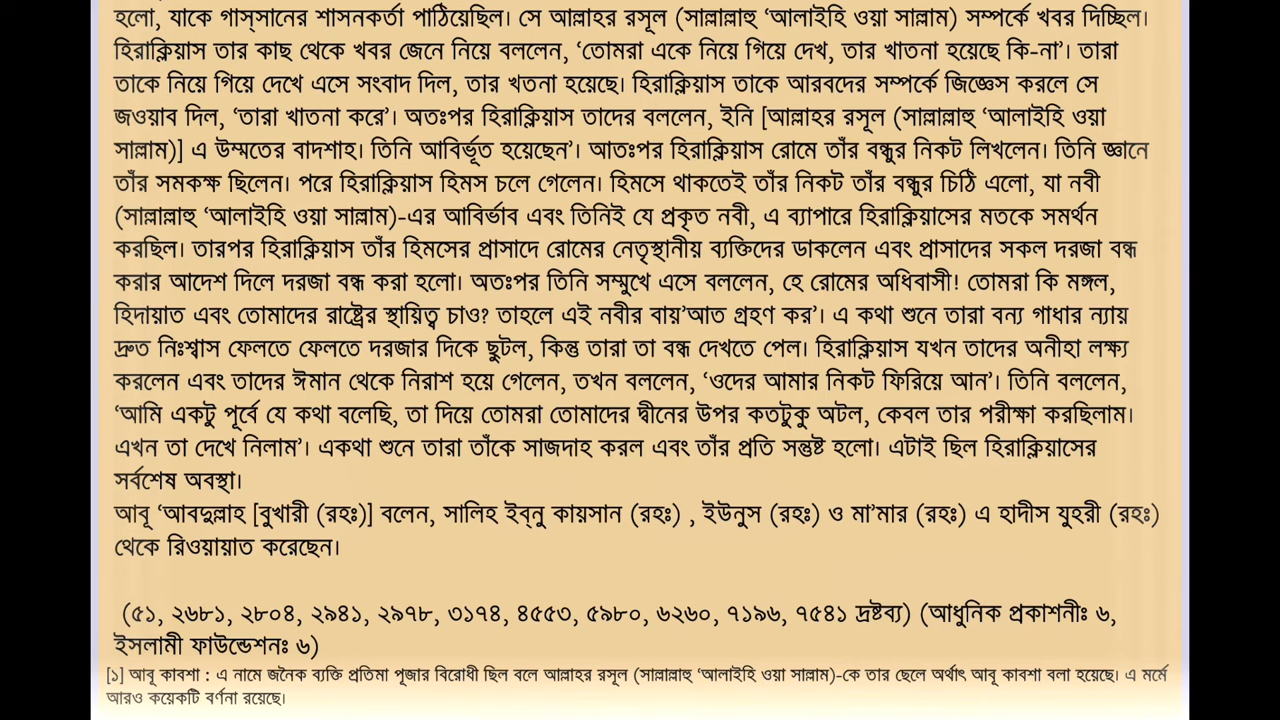 হলো, যাকে গাস্‌সানের শাসনকর্তা পাঠিয়েছিল। সে আল্লাহর রসূল (সাল্লাল্লাহু ‘আলাইহি ওয়া সাল্লাম) সম্পর্কে খবর দিচ্ছিল।
হিরাক্লিয়াস তার কাছ থেকে খবর জেনে নিয়ে বললেন, ‘তোমরা একে নিয়ে গিয়ে দেখ, তার খাতনা হয়েছে কি-না’। তারা
তাকে নিয়ে গিয়ে দেখে এসে সংবাদ দিল, তার খতনা হয়েছে। হিরাক্লিয়াস তাকে আরবদের সম্পর্কে জিজ্ঞেস করলে সে
জওয়াব দিল, ‘তারা খাতনা করে’। অতঃপর হিরাক্লিয়াস তাদের বললেন, ইনি [আল্লাহর রসূল (সাল্লাল্লাহু ‘আলাইহি ওয়া
সাল্লাম)] এ উম্মতের বাদশাহ। তিনি আবির্ভূত হয়েছেন’। আতঃপর হিরাক্লিয়াস রোমে তাঁর বন্ধুর নিকট লিখলেন। তিনি জ্ঞানে
তাঁর সমকক্ষ ছিলেন। পরে হিরাক্লিয়াস হিমস চলে গেলেন। হিমসে থাকতেই তাঁর নিকট তাঁর বন্ধুর চিঠি এলো, যা নবী
(সাল্লাল্লাহু ‘আলাইহি ওয়া সাল্লাম)-এর আবির্ভাব এবং তিনিই যে প্রকৃত নবী, এ ব্যাপারে হিরাক্লিয়াসের মতকে সমর্থন
করছিল। তারপর হিরাক্লিয়াস তাঁর হিমসের প্রাসাদে রোমের নেতৃস্থানীয় ব্যক্তিদের ডাকলেন এবং প্রাসাদের সকল দরজা বন্ধ
করার আদেশ দিলে দরজা বন্ধ করা হলো। অতঃপর তিনি সম্মুখে এসে বললেন, হে রোমের অধিবাসী! তোমরা কি মঙ্গল,
হিদায়াত এবং তোমাদের রাষ্ট্রের স্থায়িত্ব চাও? তাহলে এই নবীর বায়’আত গ্রহণ কর’। এ কথা শুনে তারা বন্য গাধার ন্যায়
দ্রুত নিঃশ্বাস ফেলতে ফেলতে দরজার দিকে ছুটল, কিন্তু তারা তা বন্ধ দেখতে পেল। হিরাক্লিয়াস যখন তাদের অনীহা লক্ষ্য
করলেন এবং তাদের ঈমান থেকে নিরাশ হয়ে গেলেন, তখন বললেন, ‘ওদের আমার নিকট ফিরিয়ে আন’। তিনি বললেন,
‘আমি একটু পূর্বে যে কথা বলেছি, তা দিয়ে তোমরা তোমাদের দ্বীনের উপর কতটুকু অটল, কেবল তার পরীক্ষা করছিলাম।
এখন তা দেখে নিলাম’। একথা শুনে তারা তাঁকে সাজদাহ করল এবং তাঁর প্রতি সন্তুষ্ট হলো। এটাই ছিল হিরাক্লিয়াসের
সর্বশেষ অবস্থা।
আবূ ‘আবদুল্লাহ [বুখারী (রহঃ)] বলেন, সালিহ ইব্‌নু কায়সান (রহঃ) , ইউনুস (রহঃ) ও মা’মার (রহঃ) এ হাদীস যুহরী (রহঃ)
থেকে রিওয়ায়াত করেছেন।
(৫১, ২৬৮১, ২৮০৪, ২৯৪১, ২৯৭৮, ৩১৭৪, ৪৫৫৩, ৫৯৮০, ৬২৬০, ৭১৯৬, ৭৫৪১ দ্রষ্টব্য) (আধুনিক প্রকাশনীঃ ৬,
ইসলামী ফাউন্ডেশনঃ ৬)
[১] আবূ কাবশা : এ নামে জনৈক ব্যক্তি প্রতিমা পূজার বিরোধী ছিল বলে আল্লাহর রসূল (সাল্লাল্লাহু ‘আলাইহি ওয়া সাল্লাম)-কে তার ছেলে অর্থাৎ আবূ কাবশা বলা হয়েছে। এ মর্মে
আরও কয়েকটি বর্ণনা রয়েছে।